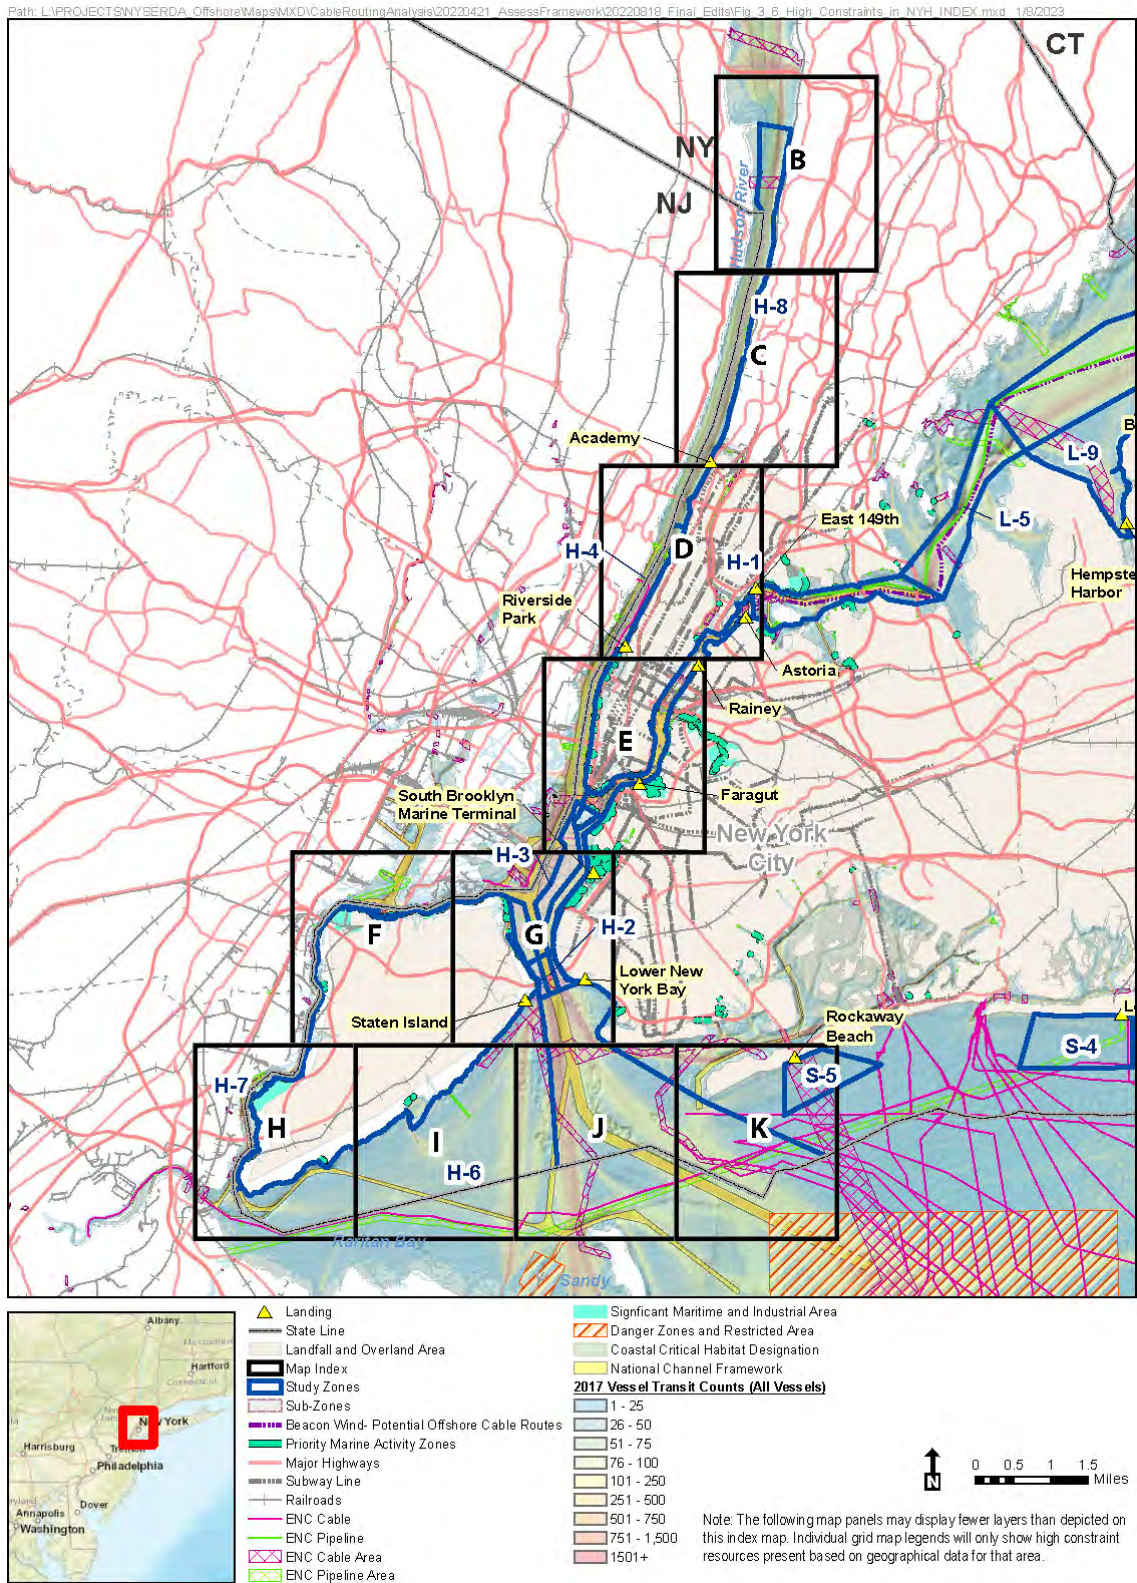 Path: L:\PROJECTS\NYSERDA_Offshore\Maps\MXD\CableRoutingAnalysis\20220421_AssessFramework\20220818_Final_Edits\Fig_3_6_High_Constraints_in_NYH_INDEX.mxd 1/8/2023
CT
NY
B
NJ
Hudson River
H-8
C
Academy
B
L-9
East 149th
L-5
H-4
D
H-1
Riverside
Park
Hempste
Harbor
Astoria
Rainey
E
South Brooklyn
Marine Terminal
Faragut
New York
City
H-3
F
G
H-2
Lower New
York Bay
Staten Island
Rockaway
Beach
L
S-4
H-7
S-5
H
I
J
K
H-6
Raritan Bay
Sandy
Albany
Massachuset
Hartford
Connecticut
New York
Harrisburg
Trenton
Philadelphia
Dover
Annapolis
Washington
Landing
State Line
Landfall and Overland Area
Map Index
Study Zones
Sub-Zones
Beacon Wind- Potential Offshore Cable Routes
Priority Marine Activity Zones
Major Highways
Subway Line
Railroads
ENC Cable
ENC Pipeline
ENC Cable Area
ENC Pipeline Area
Signficant Maritime and Industrial Area
Danger Zones and Restricted Area
Coastal Critical Habitat Designation
National Channel Framework
2017 Vessel Transit Counts (All Vessels)
1 - 25
26 - 50
51 - 75
76 - 100
101 - 250
251 - 500
501 - 750
751 - 1,500
1501+
N
0 0.5 1 1.5
Miles
Note: The following map panels may display fewer layers than depicted on
this index map. Individual grid map legends will only show high constraint
resources present based on geographical data for that area.